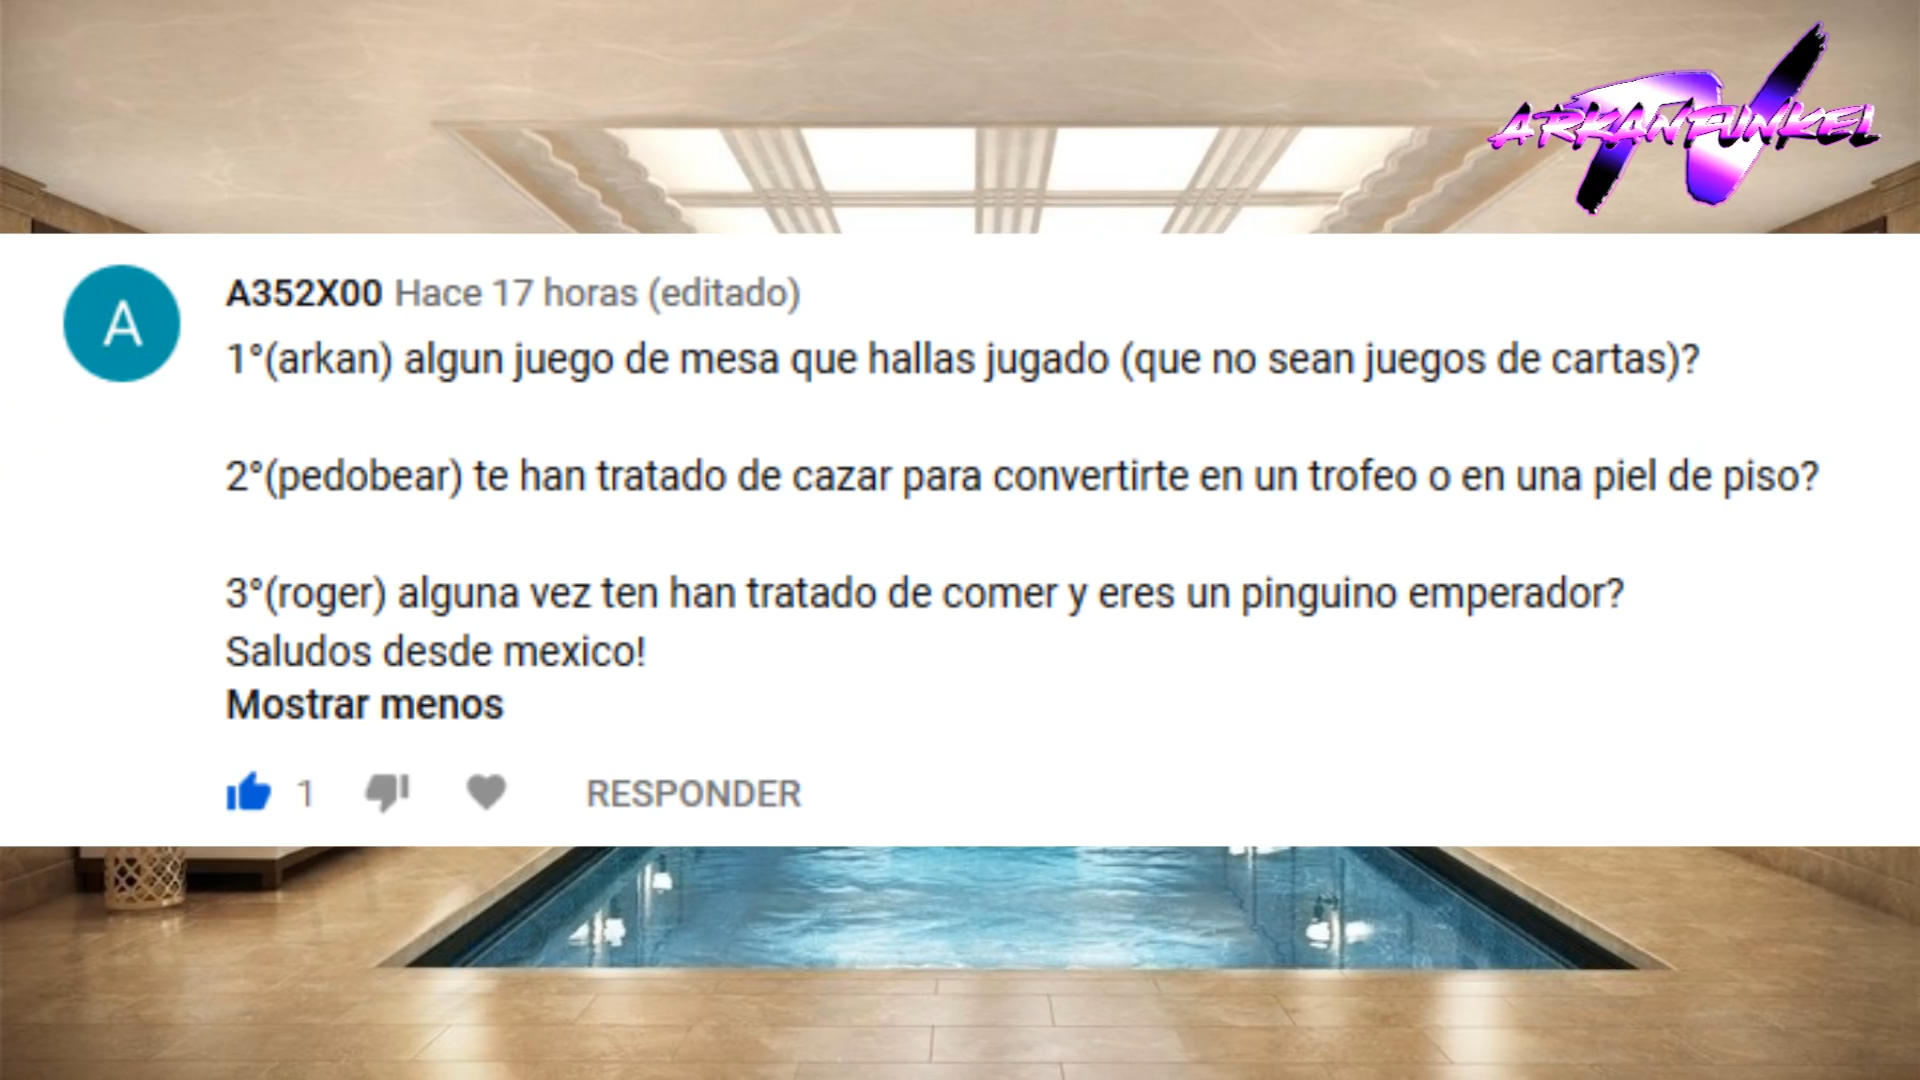 ARKANFUNKEL
TV
A
A352X00 Hace 17 horas (editado)
1°(arkan) algun juego de mesa que hallas jugado (que no sean juegos de cartas)?
2°(pedobear) te han tratado de cazar para convertirte en un trofeo o en una piel de piso?
3°(roger) alguna vez ten han tratado de comer y eres un pinguino emperador?
Saludos desde mexico!
Mostrar menos
1 RESPONDER